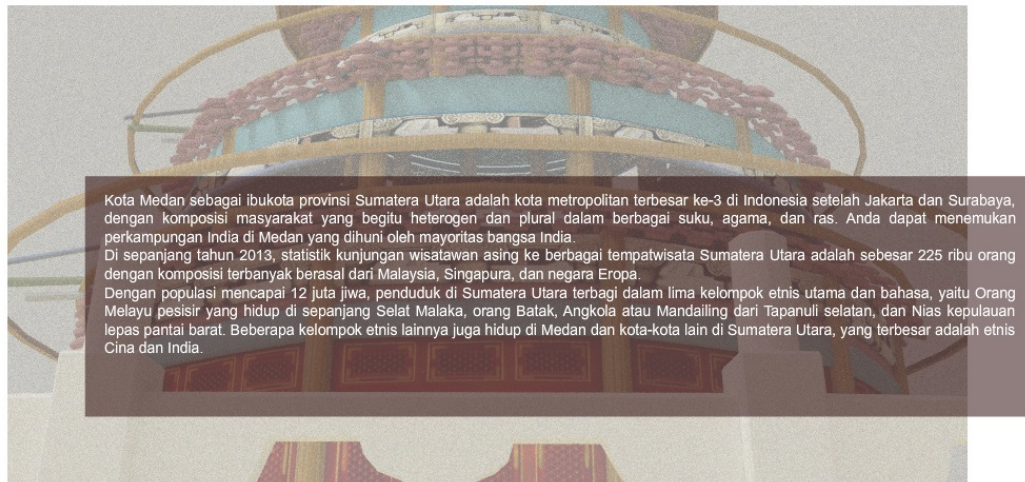 Kota Medan sebagai ibukota provinsi Sumatera Utara adalah kota metropolitan terbesar ke-3 di Indonesia setelah Jakarta dan Surabaya,
dengan komposisi masyarakat yang begitu heterogen dan plural dalam berbagai suku, agama, dan ras. Anda dapat menemukan
perkampungan India di Medan yang dihuni oleh mayoritas bangsa India.
Di sepanjang tahun 2013, statistik kunjungan wisatawan asing ke berbagai tempatwisata Sumatera Utara adalah sebesar 225 ribu orang
dengan komposisi terbanyak berasal dari Malaysia, Singapura, dan negara Eropa.
Dengan populasi mencapai 12 juta jiwa, penduduk di Sumatera Utara terbagi dalam lima kelompok etnis utama dan bahasa, yaitu Orang
Melayu pesisir yang hidup di sepanjang Selat Malaka, orang Batak, Angkola atau Mandailing dari Tapanuli selatan, dan Nias kepulauan
lepas pantai barat. Beberapa kelompok etnis lainnya juga hidup di Medan dan kota-kota lain di Sumatera Utara, yang terbesar adalah etnis
Cina dan India.